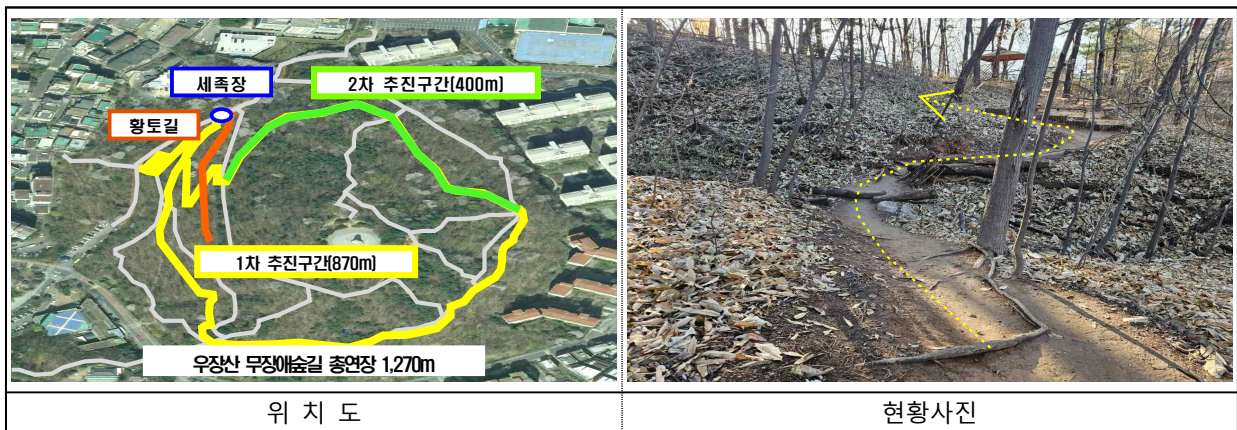 세족장
2차 추진구간(400m)
황토길
1차 추진구간(870m)
우장산 무장애숲길 총연장 1,270m
위 치 도
현황사진